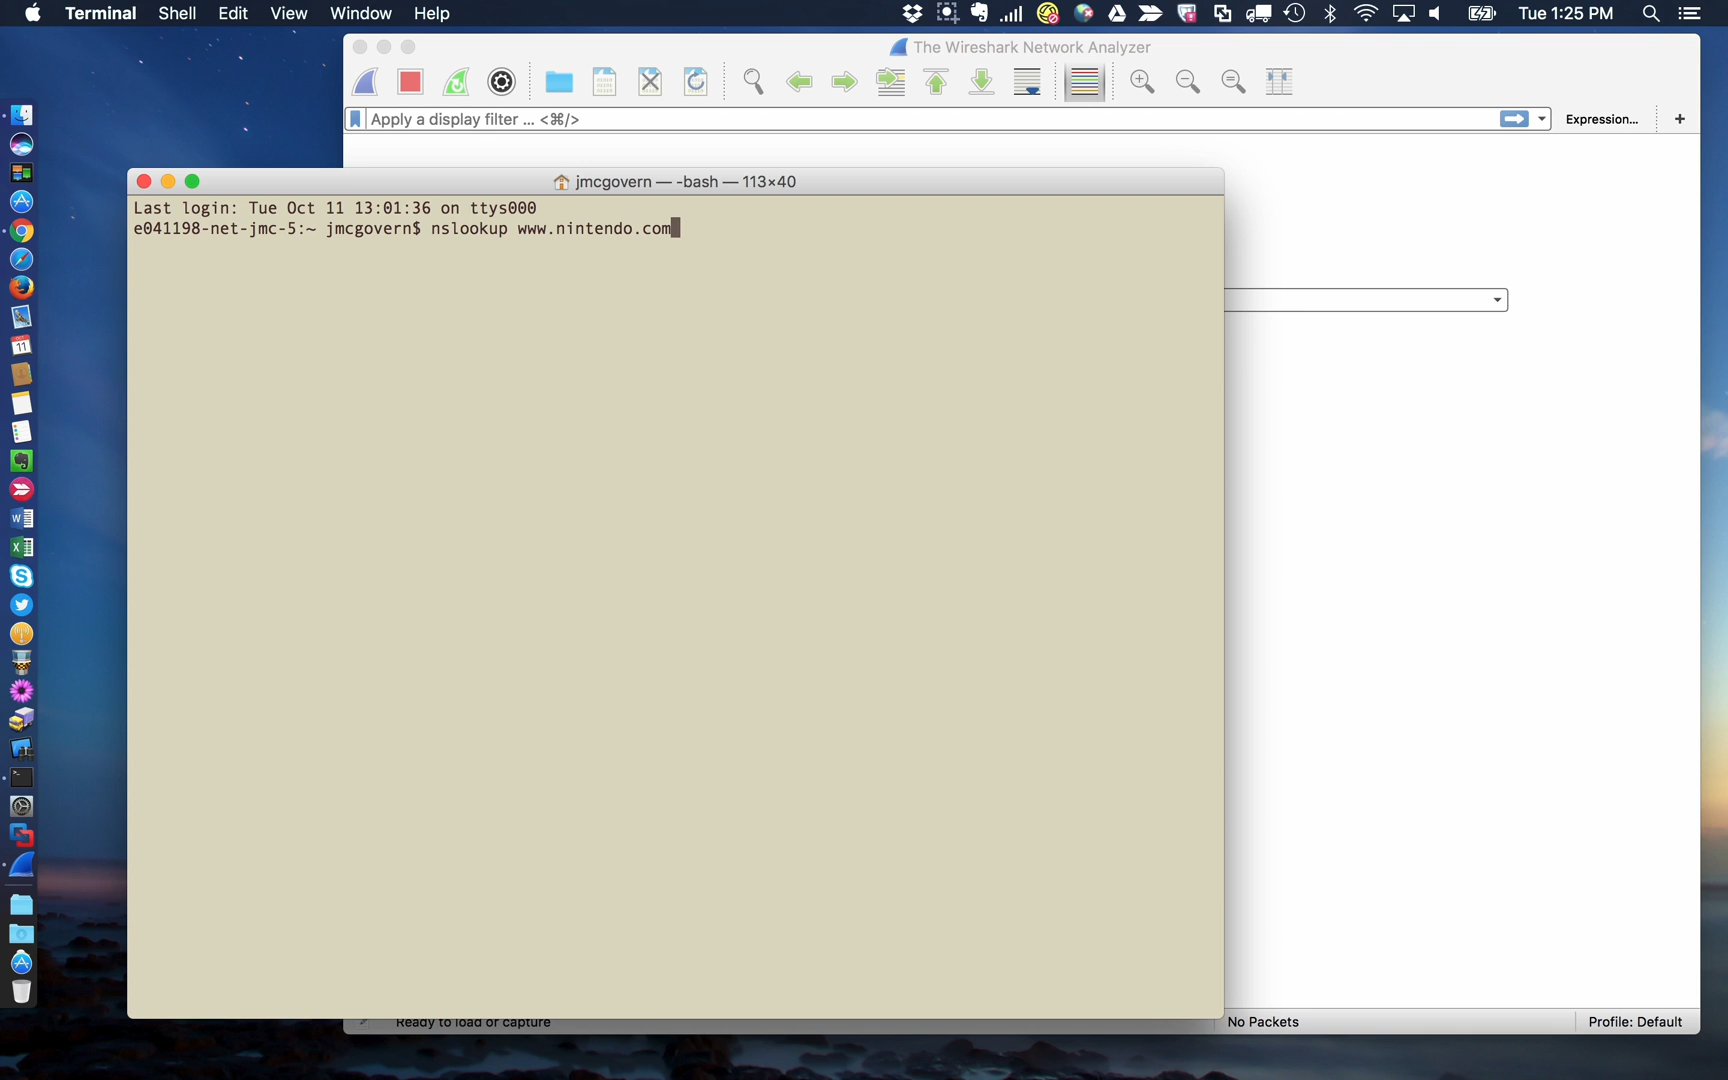 Terminal Shell Edit View Window Help Tue 1:25 PM
The Wireshark Network Analyzer
Apply a display filter ... <⌘/> Expression... +
jmcgovern — -bash — 113×40
Last login: Tue Oct 11 13:01:36 on ttys000
e041198-net-jmc-5:~ jmcgovern$ nslookup www.nintendo.com
11
Ready to load or capture No Packets Profile: Default